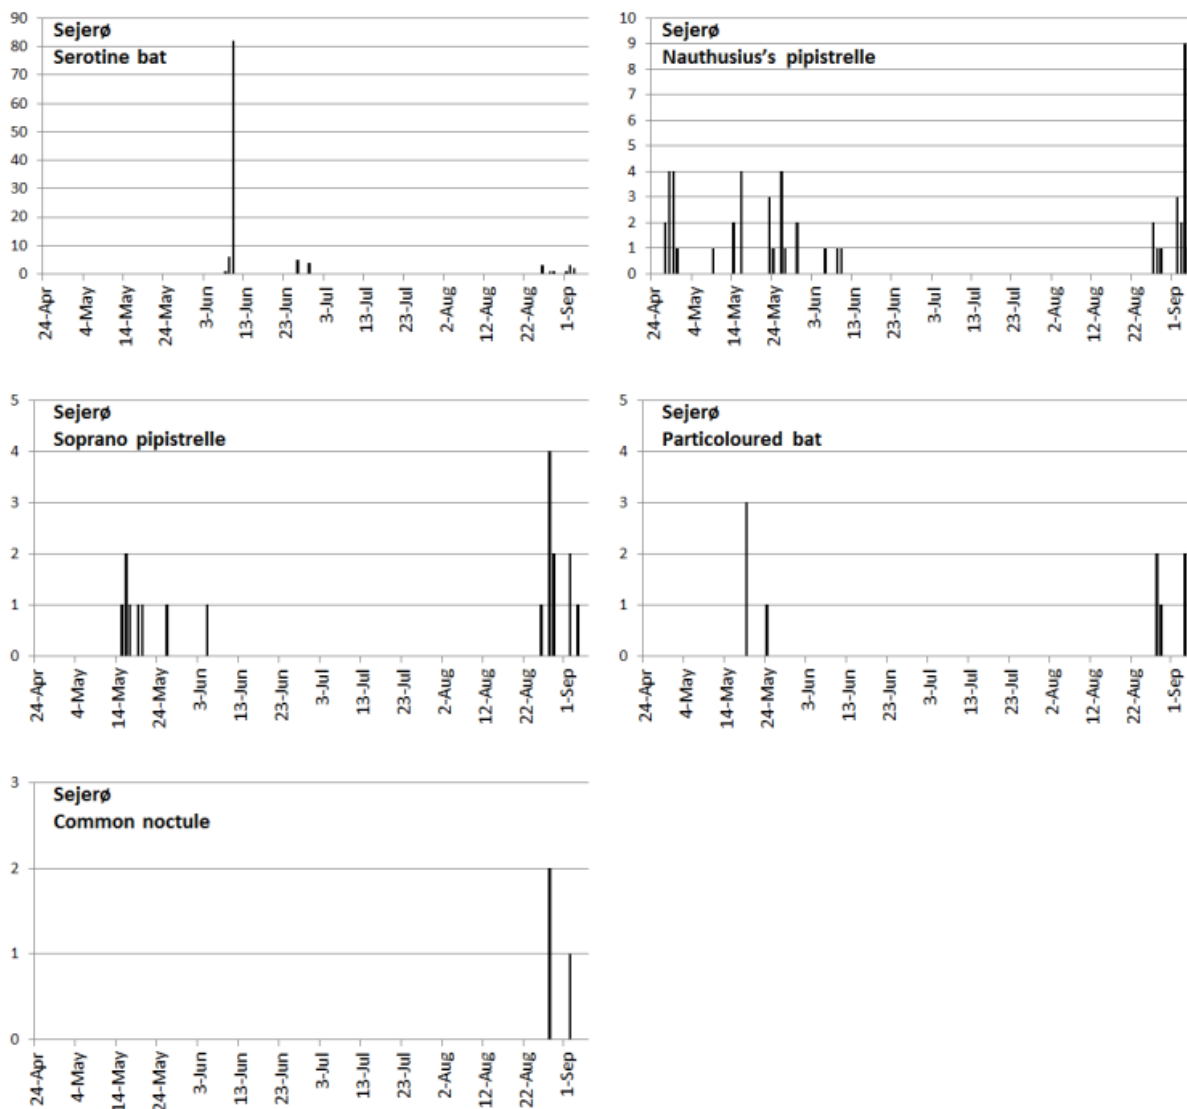 Sejerø
Serotine bat
90
80
70
60
50
40
30
20
10
0
24-Apr
4-May
14-May
24-May
3-Jun
13-Jun
23-Jun
3-Jul
13-Jul
23-Jul
2-Aug
12-Aug
22-Aug
1-Sep
Sejerø
Nauthusius's pipistrelle
10
9
8
7
6
5
4
3
2
1
0
24-Apr
4-May
14-May
24-May
3-Jun
13-Jun
23-Jun
3-Jul
13-Jul
23-Jul
2-Aug
12-Aug
22-Aug
1-Sep
Sejerø
Soprano pipistrelle
5
4
3
2
1
0
24-Apr
4-May
14-May
24-May
3-Jun
13-Jun
23-Jun
3-Jul
13-Jul
23-Jul
2-Aug
12-Aug
22-Aug
1-Sep
Sejerø
Particoloured bat
5
4
3
2
1
0
24-Apr
4-May
14-May
24-May
3-Jun
13-Jun
23-Jun
3-Jul
13-Jul
23-Jul
2-Aug
12-Aug
22-Aug
1-Sep
Sejerø
Common noctule
3
2
1
0
24-Apr
4-May
14-May
24-May
3-Jun
13-Jun
23-Jun
3-Jul
13-Jul
23-Jul
2-Aug
12-Aug
22-Aug
1-Sep